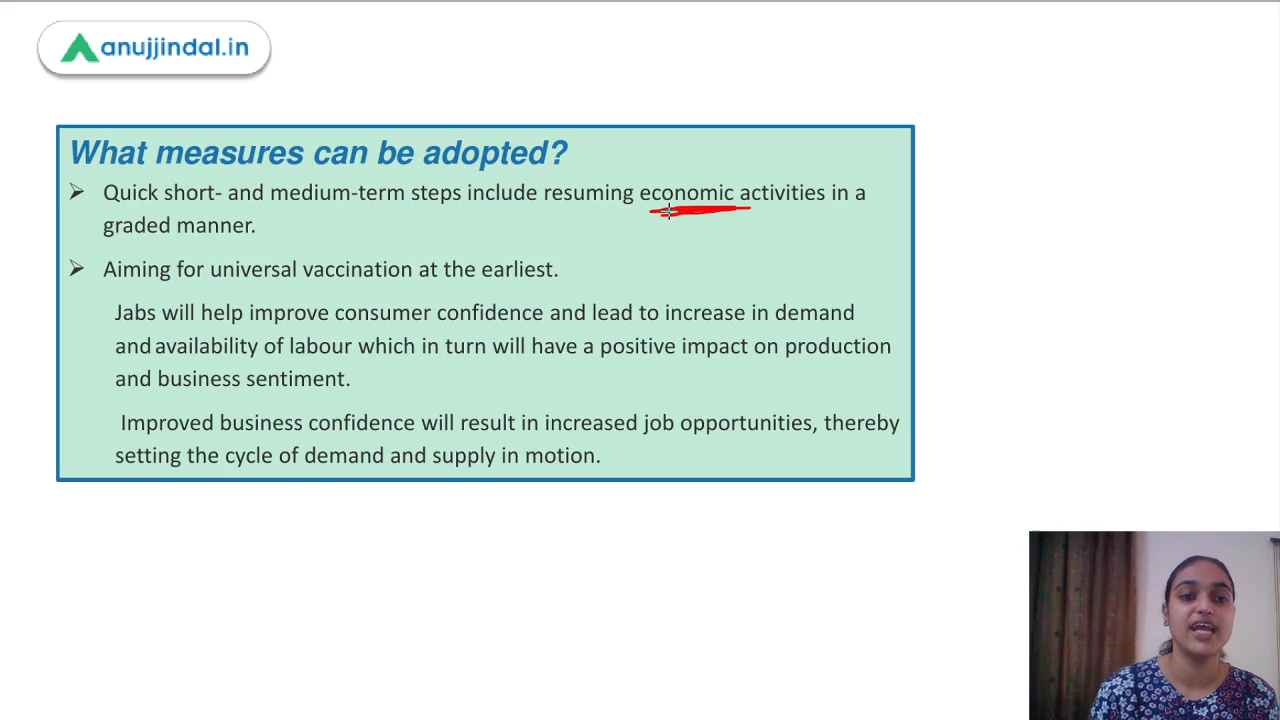 anujjindal.in
What measures can be adopted?
➢ Quick short- and medium-term steps include resuming economic activities in a
graded manner.
➢ Aiming for universal vaccination at the earliest.
Jabs will help improve consumer confidence and lead to increase in demand
and availability of labour which in turn will have a positive impact on production
and business sentiment.
Improved business confidence will result in increased job opportunities, thereby
setting the cycle of demand and supply in motion.